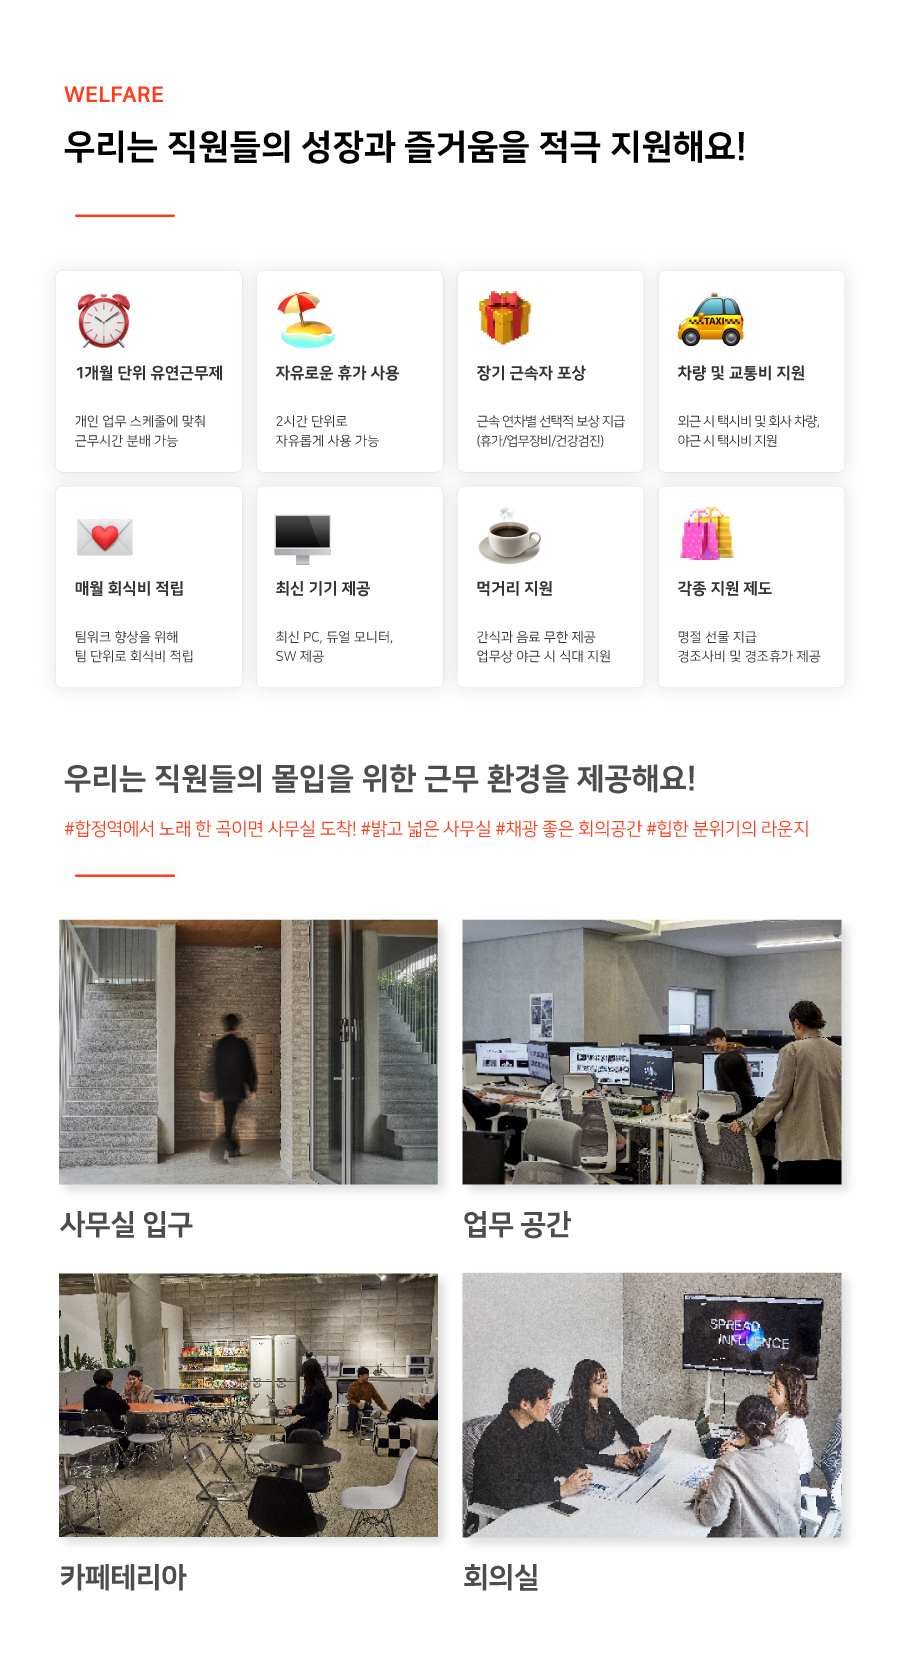 WELFARE
우리는 직원들의 성장과 즐거움을 적극 지원해요!
1개월 단위 유연근무제
개인 업무 스케줄에 맞춰
근무시간 분배 가능
자유로운 휴가 사용
2시간 단위로
자유롭게 사용 가능
장기 근속자 포상
근속 연차별 선택적 보상 지급
(휴가/업무장비/건강검진)
TAXI
차량 및 교통비 지원
외근 시 택시비 및 회사 차량,
야근 시 택시비 지원
매월 회식비 적립
팀워크 향상을 위해
팀 단위로 회식비 적립
최신 기기 제공
최신 PC, 듀얼 모니터,
SW 제공
먹거리 지원
간식과 음료 무한 제공
업무상 야근 시 식대 지원
각종 지원 제도
명절 선물 지급
경조사비 및 경조휴가 제공
우리는 직원들의 몰입을 위한 근무 환경을 제공해요!
#합정역에서 노래 한 곡이면 사무실 도착! #밝고 넓은 사무실 #채광 좋은 회의공간 #힙한 분위기의 라운지
사무실 입구
업무 공간
SPREAD
INFLUENCE
카페테리아
회의실